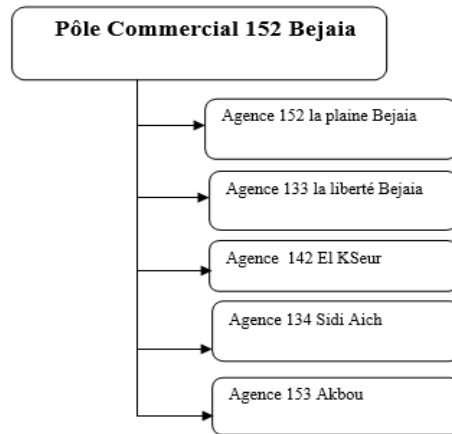 Pôle Commercial 152 Bejaia
Agence 152 la plaine Bejaia
Agence 133 la liberté Bejaia
Agence 142 El KSeur
Agence 134 Sidi Aich
Agence 153 Akbou